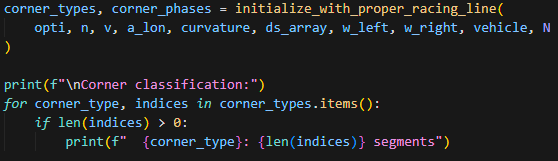 corner_types, corner_phases = initialize_with_proper_racing_line(
    opti, n, v, a_lon, curvature, ds_array, w_left, w_right, vehicle, N
)
print(f"\nCorner classification:")
for corner_type, indices in corner_types.items():
    if len(indices) > 0:
        print(f"  {corner_type}: {len(indices)} segments")